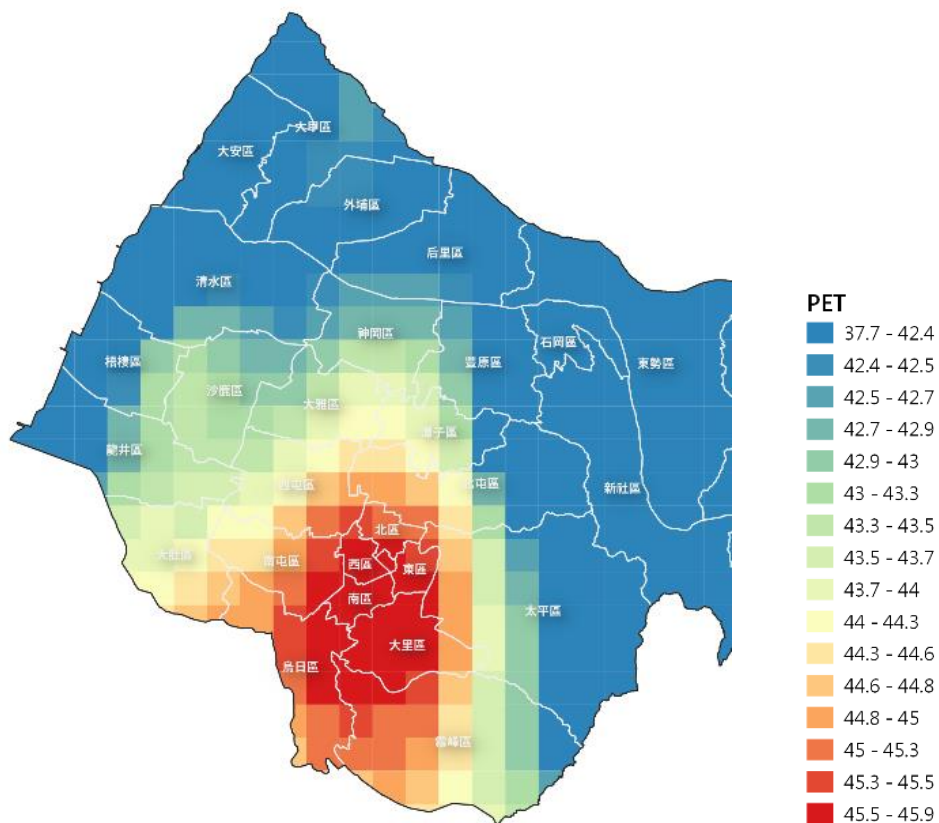 大甲區
大安區
外埔區
后里區
清水區
神岡區
石岡區
豐原區
東勢區
梧棲區
沙鹿區
大雅區
潭子區
龍井區
西屯區
北屯區
新社區
北區
大肚區
南屯區
西區
東區
南區
太平區
大里區
烏日區
霧峰區
PET
37.7 - 42.4
42.4 - 42.5
42.5 - 42.7
42.7 - 42.9
42.9 - 43
43 - 43.3
43.3 - 43.5
43.5 - 43.7
43.7 - 44
44 - 44.3
44.3 - 44.6
44.6 - 44.8
44.8 - 45
45 - 45.3
45.3 - 45.5
45.5 - 45.9